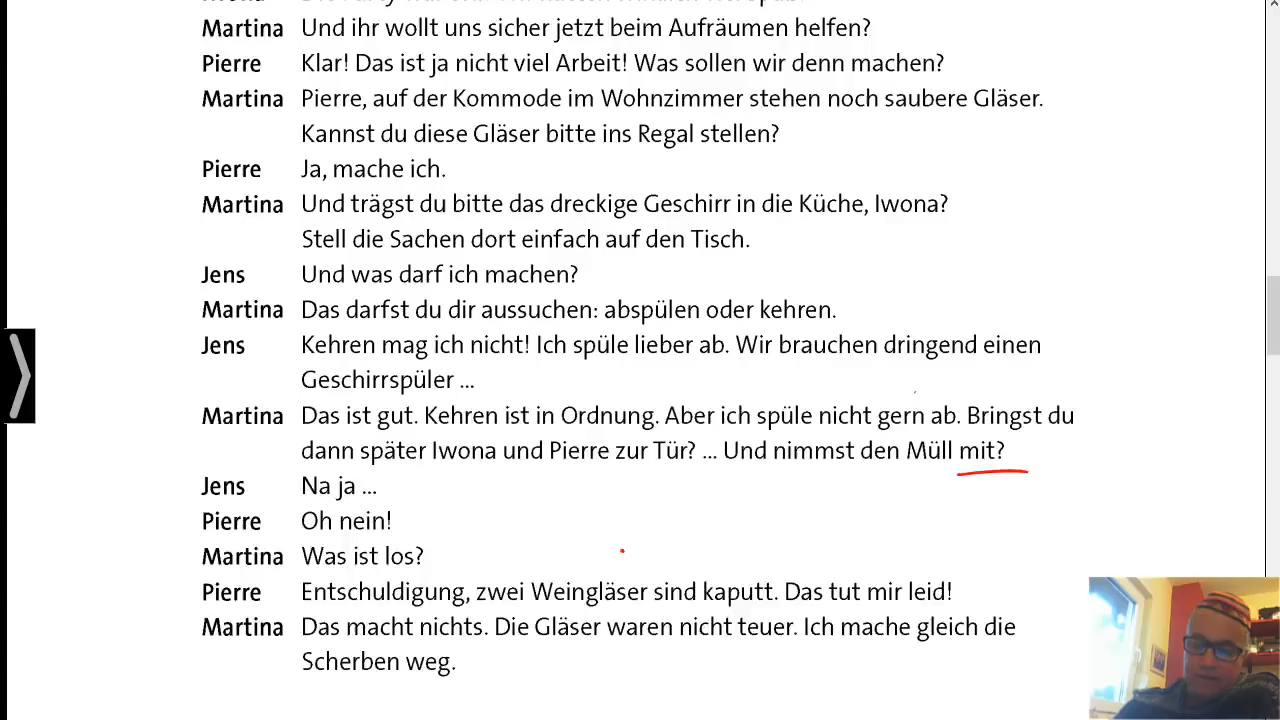 Martina Und ihr wollt uns sicher jetzt beim Aufräumen helfen?
Pierre Klar! Das ist ja nicht viel Arbeit! Was sollen wir denn machen?
Martina Pierre, auf der Kommode im Wohnzimmer stehen noch saubere Gläser.
Kannst du diese Gläser bitte ins Regal stellen?
Pierre Ja, mache ich.
Martina Und trägst du bitte das dreckige Geschirr in die Küche, Iwona?
Stell die Sachen dort einfach auf den Tisch.
Jens Und was darf ich machen?
Martina Das darfst du dir aussuchen: abspülen oder kehren.
Jens Kehren mag ich nicht! Ich spüle lieber ab. Wir brauchen dringend einen
Geschirrspüler ...
Martina Das ist gut. Kehren ist in Ordnung. Aber ich spüle nicht gern ab. Bringst du
dann später Iwona und Pierre zur Tür? ... Und nimmst den Müll mit?
Jens Na ja ...
Pierre Oh nein!
Martina Was ist los?
Pierre Entschuldigung, zwei Weingläser sind kaputt. Das tut mir leid!
Martina Das macht nichts. Die Gläser waren nicht teuer. Ich mache gleich die
Scherben weg.